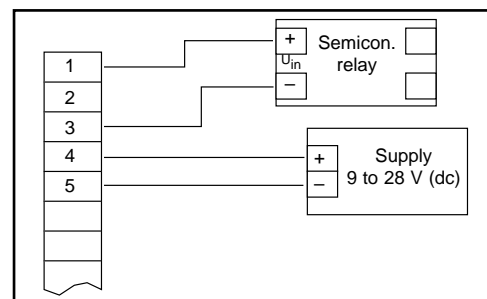 1
2
3
4
5
+
Uin
–
Semicon.
relay
+
–
Supply
9 to 28 V (dc)